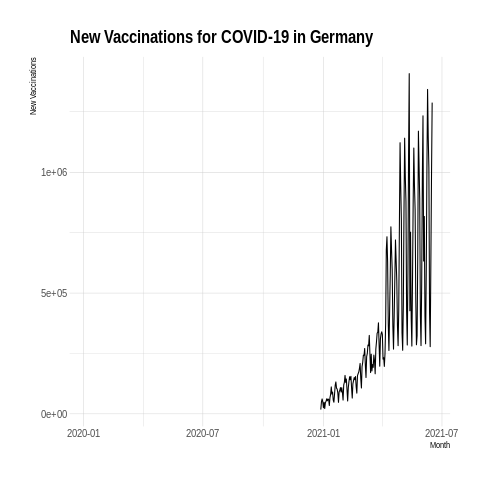 New Vaccinations for COVID-19 in Germany
New Vaccinations
1e+06
5e+05
0e+00
2020-01 2020-07 2021-01 2021-07
Month